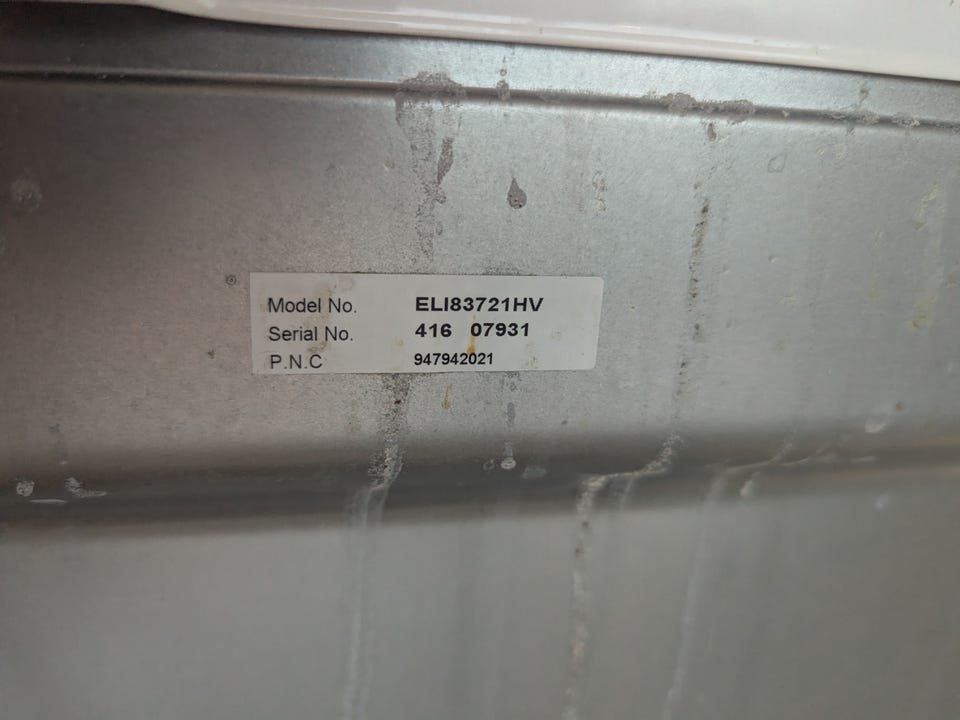 Model No. ELI83721HV
Serial No. 416 07931
P.N.C 947942021